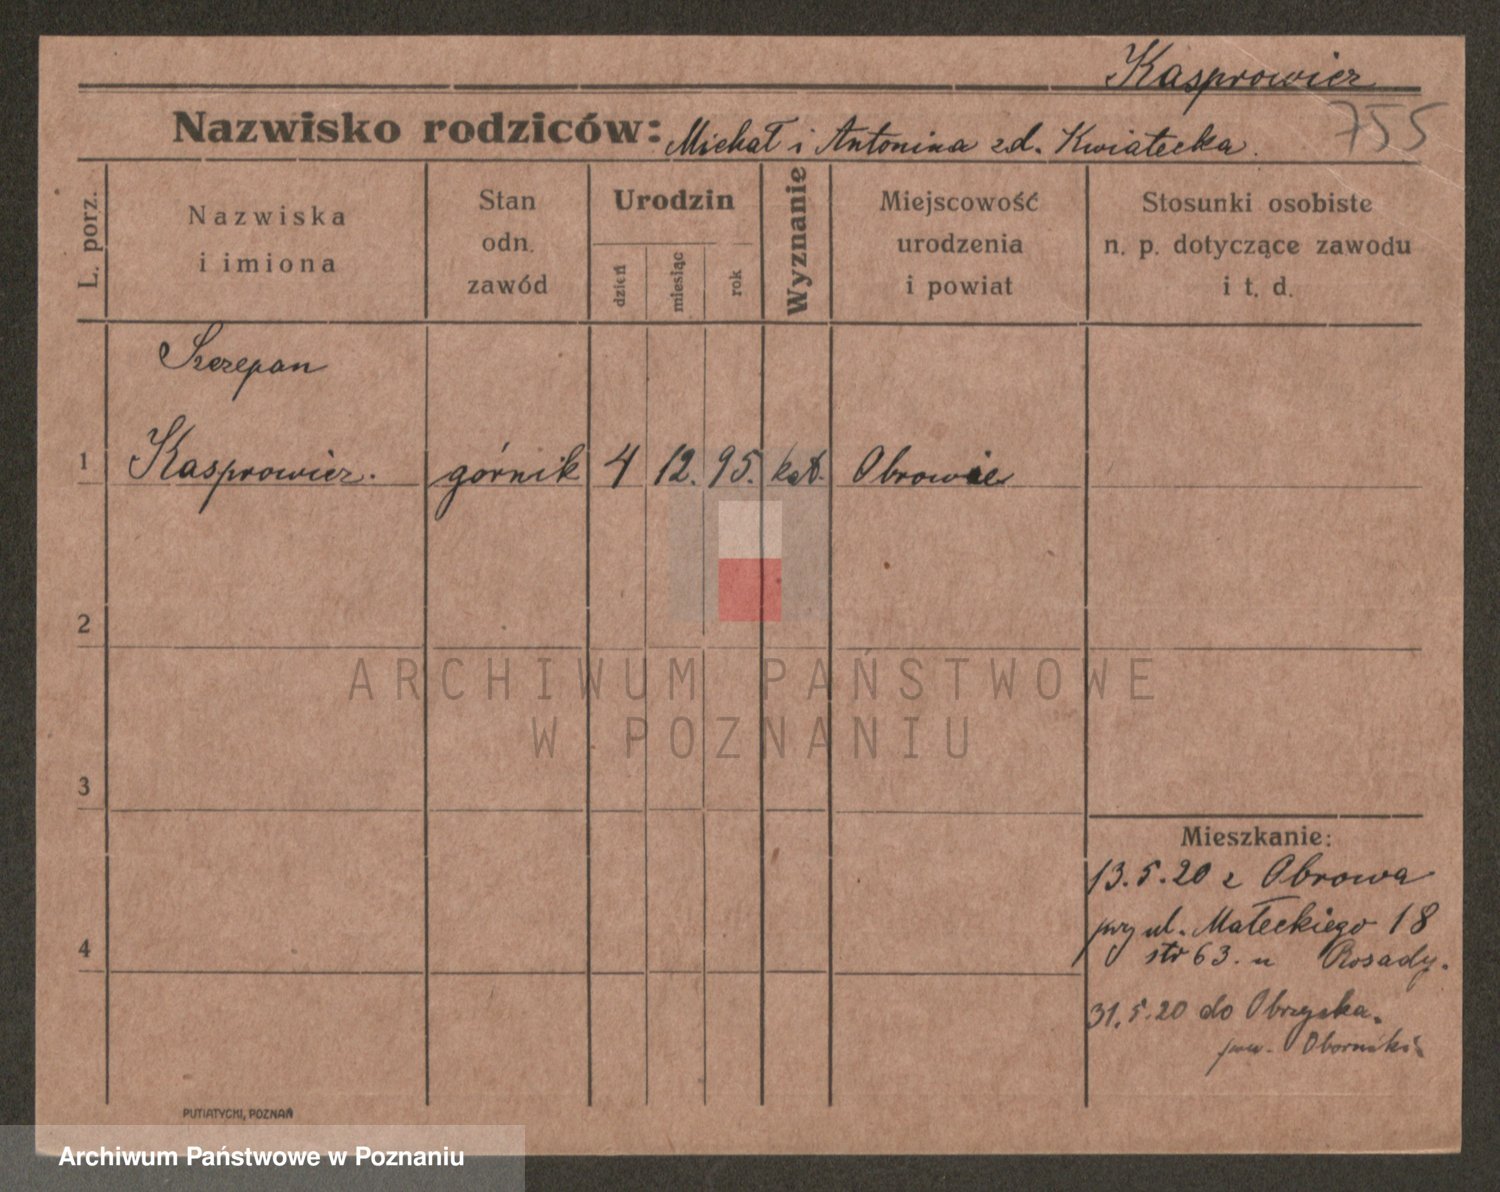 Kasprowicz
Nazwisko rodziców: Michał i Antonina zd. Kwiatecka.
755
L. porz.
Nazwiska
i imiona
Stan
odn.
zawód
Urodzin
dzień
miesiąc
rok
Wyznanie
Miejscowość
urodzenia
i powiat
Stosunki osobiste
n. p. dotyczące zawodu
i t. d.
Szczepan
1 Kasprowicz. górnik 4 12. 95. kat. Obrowie
2
3
4
ARCHIWUM PAŃSTWOWE
W POZNANIU
Mieszkanie:
13.5.20 z Obrowa
przy ul. Małeckiego 18
str 63. u Rosady.
31.5.20 do Obrzycka.
pow. Oborniki
PUTIATYCKI, POZNAŃ
Archiwum Państwowe w Poznaniu